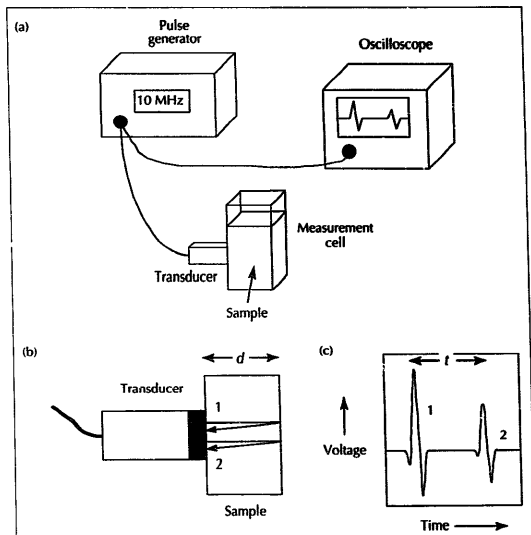 (a)
Pulse
generator
Oscilloscope
10 MHz
Measurement
cell
Transducer
Sample
(b)
d
(c)
t
Transducer
1
2
Sample
1
2
Voltage
Time